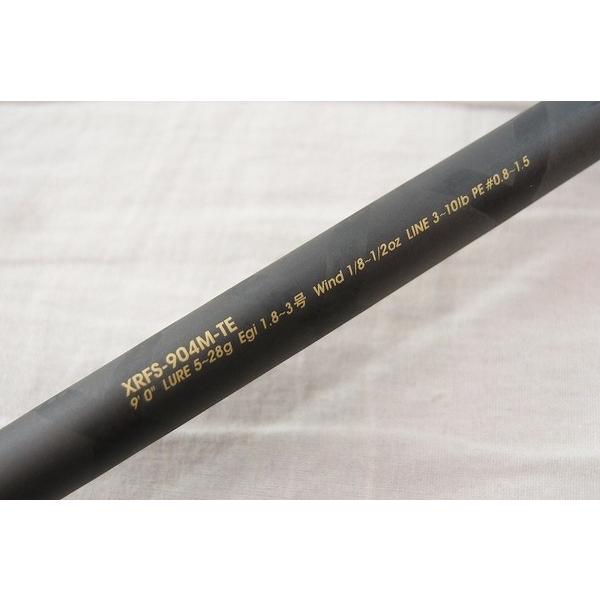 XRFS-904M-TE
9' 0" LURE 5~28g Egi 1.8~3号 Wind 1/8~1/2oz LINE 3~10lb PE#0.8~1.5